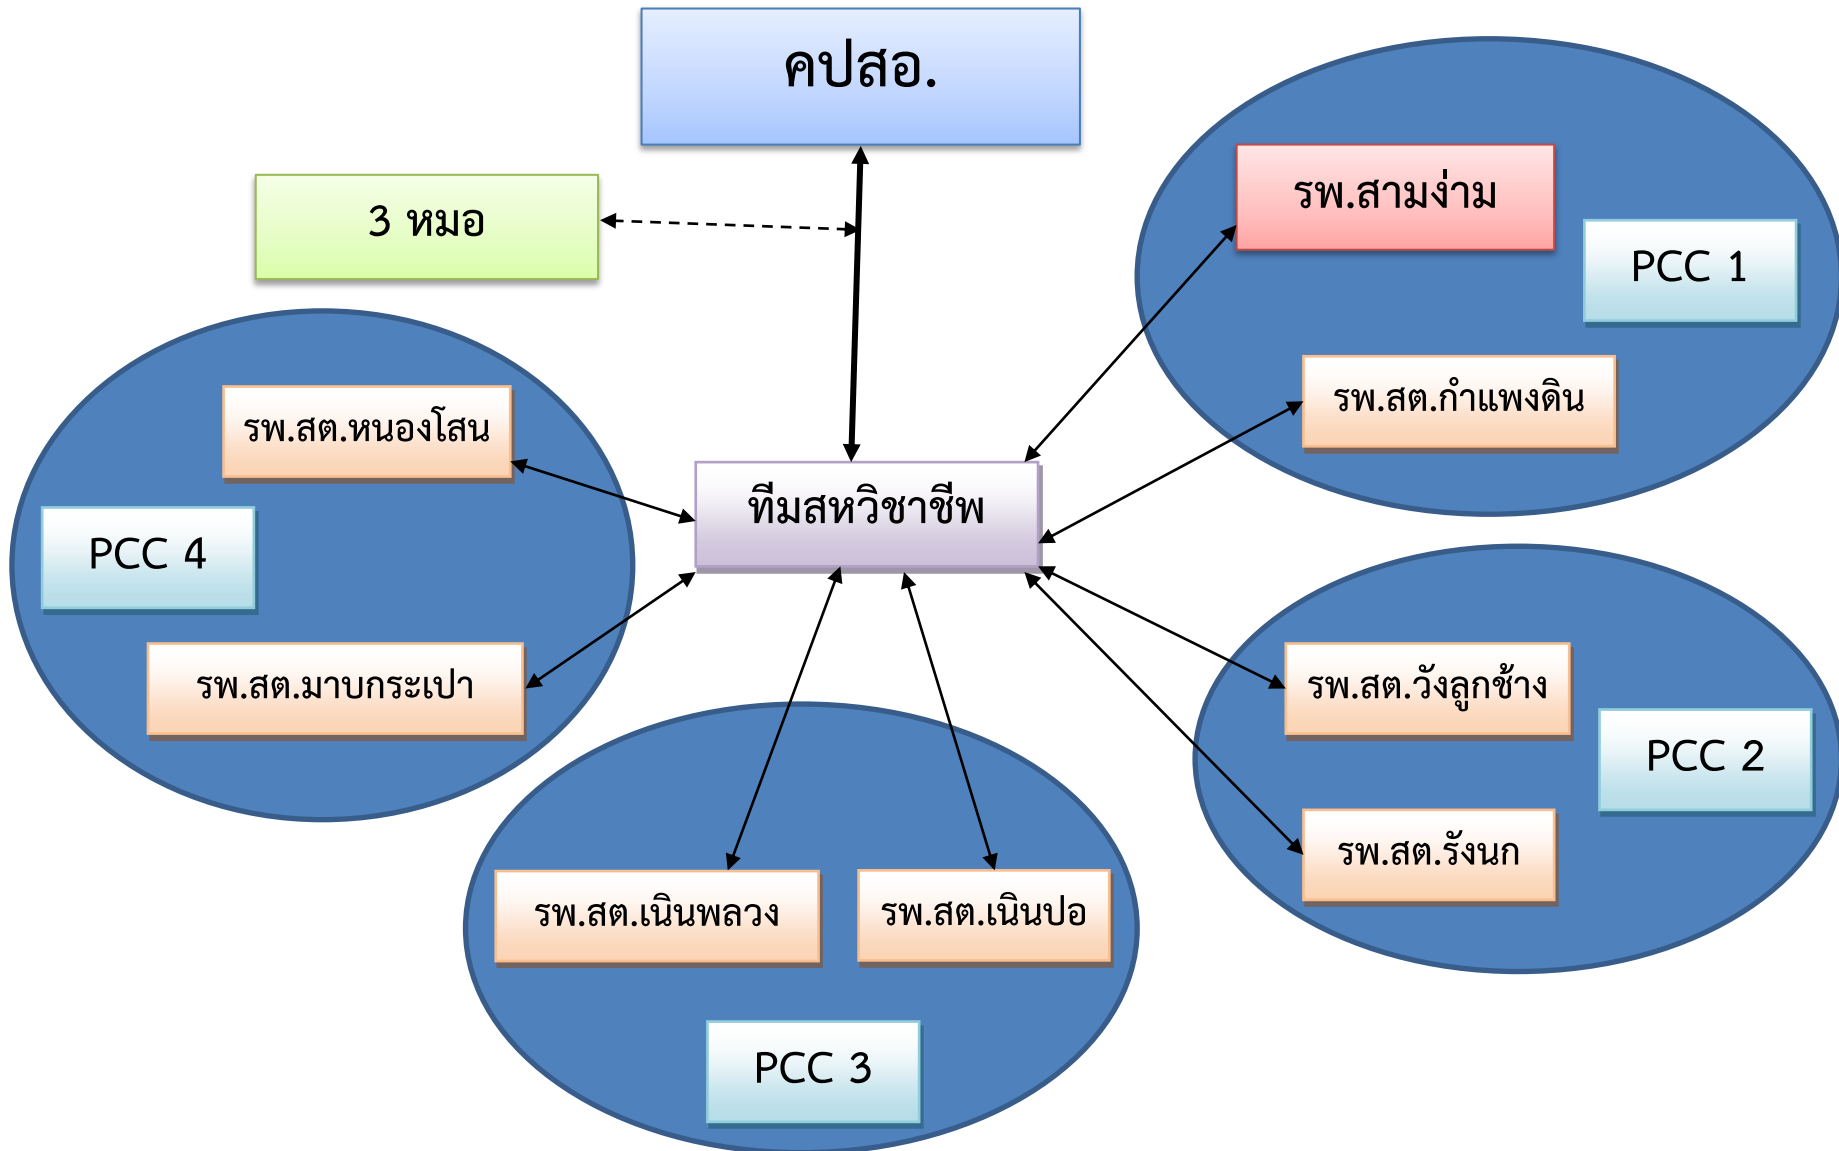 คปสอ.
3 หมอ
รพ.สามง่าม
PCC 1
รพ.สต.กำแพงดิน
รพ.สต.หนองโสน
ทีมสหวิชาชีพ
PCC 4
รพ.สต.มาบกระเปา
รพ.สต.วังลูกช้าง
PCC 2
รพ.สต.รังนก
รพ.สต.เนินพลวง
รพ.สต.เนินปอ
PCC 3